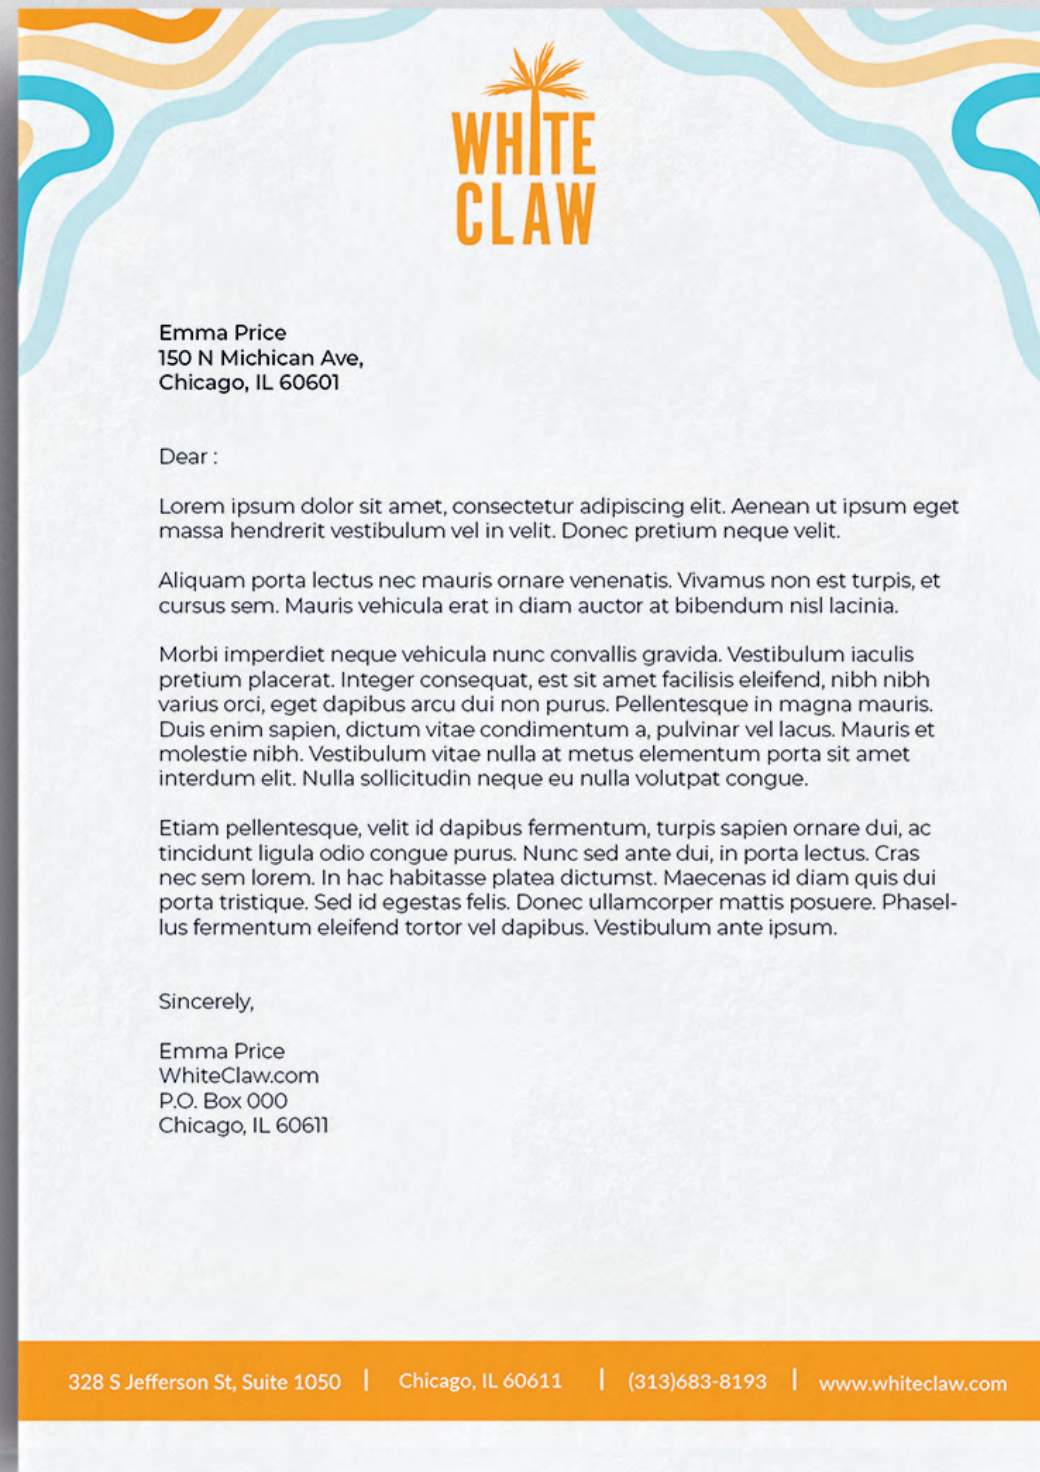 WHITE
CLAW
Emma Price
150 N Michican Ave,
Chicago, IL 60601
Dear :
Lorem ipsum dolor sit amet, consectetur adipiscing elit. Aenean ut ipsum eget
massa hendrerit vestibulum vel in velit. Donec pretium neque velit.
Aliquam porta lectus nec mauris ornare venenatis. Vivamus non est turpis, et
cursus sem. Mauris vehicula erat in diam auctor at bibendum nisl lacinia.
Morbi imperdiet neque vehicula nunc convallis gravida. Vestibulum iaculis
pretium placerat. Integer consequat, est sit amet facilisis eleifend, nibh nibh
varius orci, eget dapibus arcu dui non purus. Pellentesque in magna mauris.
Duis enim sapien, dictum vitae condimentum a, pulvinar vel lacus. Mauris et
molestie nibh. Vestibulum vitae nulla at metus elementum porta sit amet
interdum elit. Nulla sollicitudin neque eu nulla volutpat congue.
Etiam pellentesque, velit id dapibus fermentum, turpis sapien ornare dui, ac
tincidunt ligula odio congue purus. Nunc sed ante dui, in porta lectus. Cras
nec sem lorem. In hac habitasse platea dictumst. Maecenas id diam quis dui
porta tristique. Sed id egestas felis. Donec ullamcorper mattis posuere. Phasel-
lus fermentum eleifend tortor vel dapibus. Vestibulum ante ipsum.
Sincerely,
Emma Price
WhiteClaw.com
P.O. Box 000
Chicago, IL 60611
328 S Jefferson St, Suite 1050 | Chicago, IL 60611 | (313)683-8193 | www.whiteclaw.com